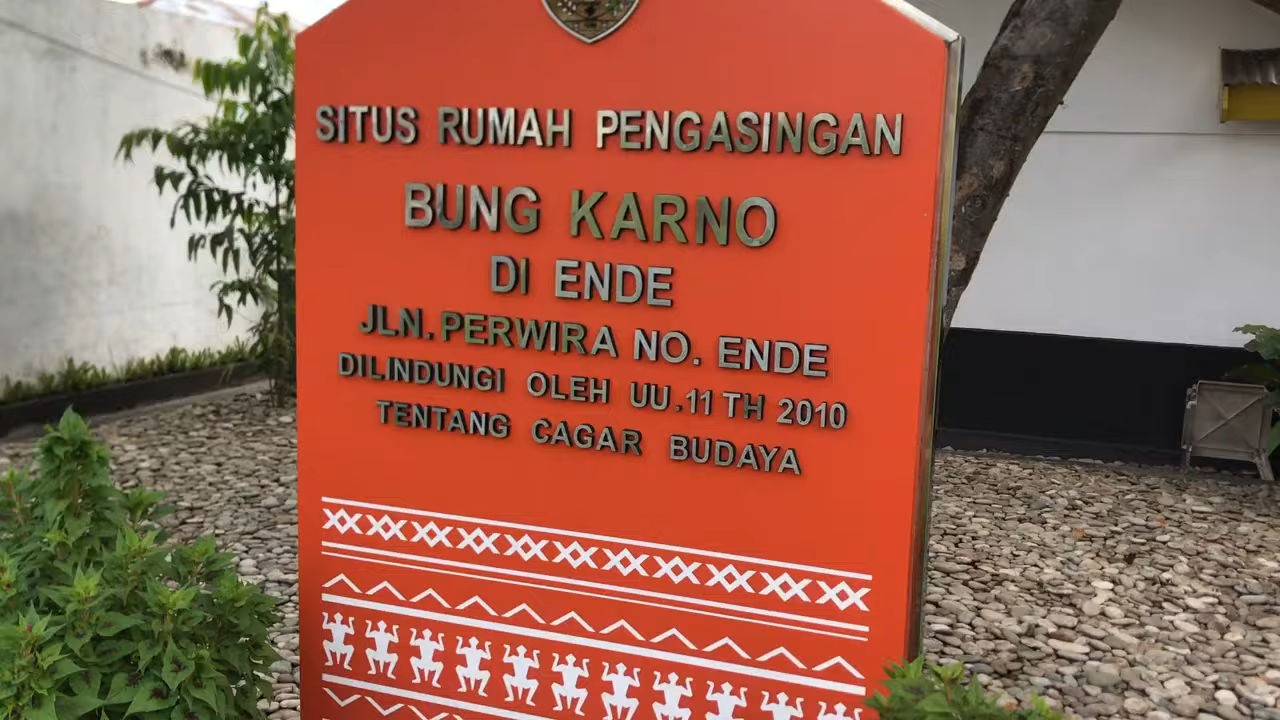 SITUS RUMAH PENGASINGAN
BUNG KARNO
DI ENDE
JLN. PERWIRA NO. ENDE
DILINDUNGI OLEH UU.11 TH 2010
TENTANG CAGAR BUDAYA